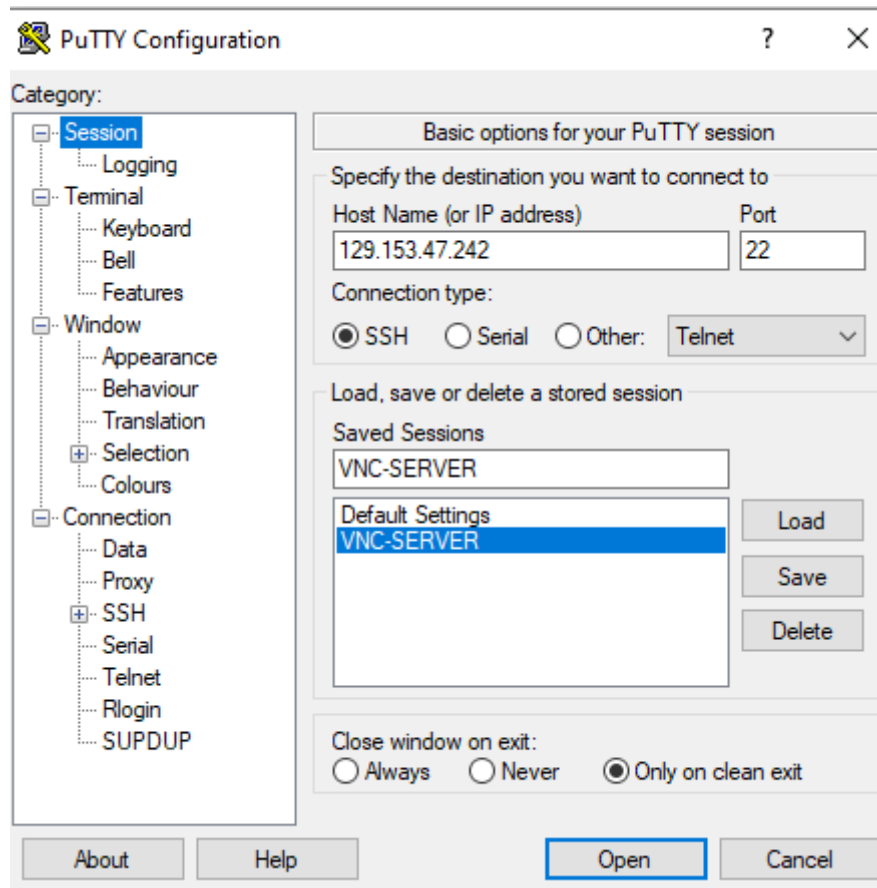 PuTTY Configuration ?
Category:
Session
Logging
Terminal
Keyboard
Bell
Features
Window
Appearance
Behaviour
Translation
Selection
Colours
Connection
Data
Proxy
SSH
Serial
Telnet
Rlogin
SUPDUP
Basic options for your PuTTY session
Specify the destination you want to connect to
Host Name (or IP address) Port
129.153.47.242 22
Connection type:
SSH Serial Other: Telnet
Load, save or delete a stored session
Saved Sessions
VNC-SERVER
Default Settings
VNC-SERVER
Load
Save
Delete
Close window on exit:
Always Never Only on clean exit
About Help Open Cancel